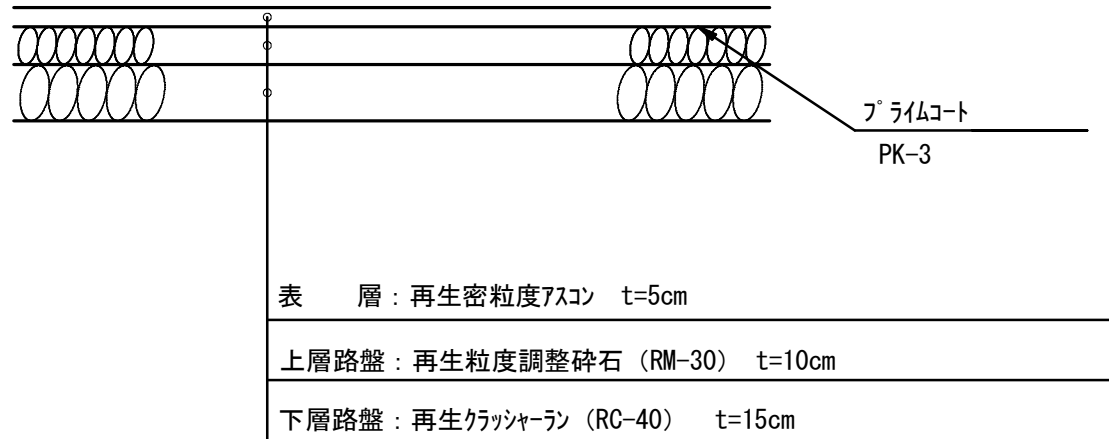 プライムコート
PK-3
表　　層：再生密粒度アスコン　t=5cm
上層路盤：再生粒度調整砕石（RM-30）　t=10cm
下層路盤：再生クラッシャーラン（RC-40）　t=15cm